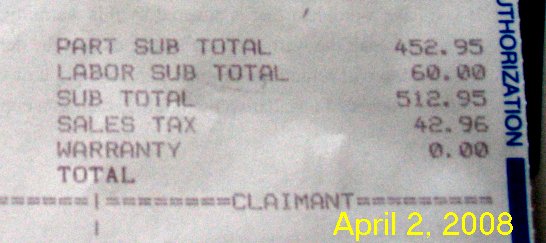 PART SUB TOTAL 452.95
LABOR SUB TOTAL 60.00
SUB TOTAL 512.95
SALES TAX 42.96
WARRANTY 0.00
TOTAL
======|========CLAIMANT==========
|
UTHORIZATION
April 2, 2008